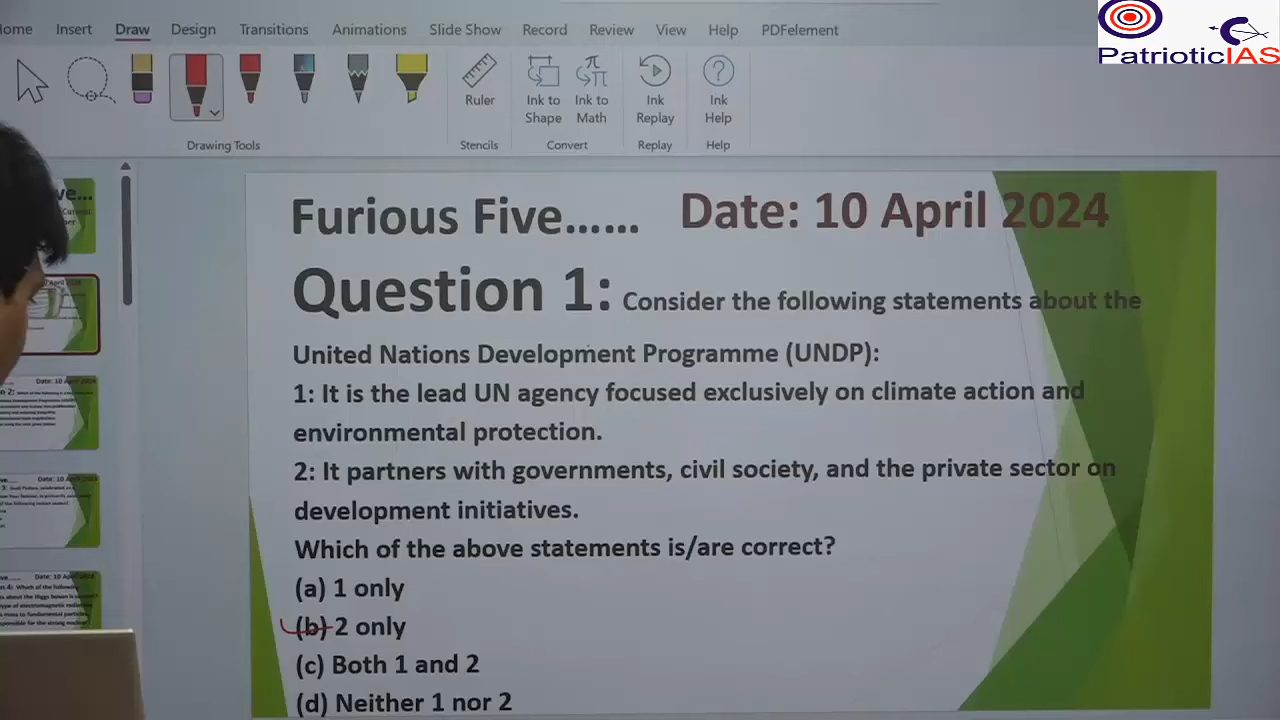 Home Insert Draw Design Transitions Animations Slide Show Record Review View Help PDFelement
PatrioticIAS
Ruler
Ink to Shape
Ink to Math
Ink Replay
Ink Help
Drawing Tools Stencils Convert Replay Help
Furious Five...... Date: 10 April 2024
Question 1: Consider the following statements about the
United Nations Development Programme (UNDP):
1: It is the lead UN agency focused exclusively on climate action and
environmental protection.
2: It partners with governments, civil society, and the private sector on
development initiatives.
Which of the above statements is/are correct?
(a) 1 only
(b) 2 only
(c) Both 1 and 2
(d) Neither 1 nor 2